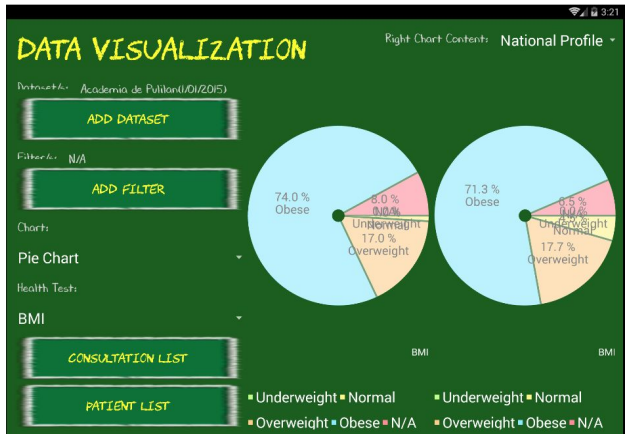 3:21
DATA VISUALIZATION
Right Chart Content: National Profile
Dataset/s: Academia de Pulilan(1/01/2015)
ADD DATASET
Filter/s: N/A
ADD FILTER
Chart:
Pie Chart
Health Test:
BMI
CONSULTATION LIST
PATIENT LIST
74.0 %
Obese
8.0 %
N/A
Underweight
Normal
17.0 %
Overweight
BMI
Underweight Normal
Overweight Obese N/A
71.3 %
Obese
6.5 %
N/A
Underweight
Normal
17.7 %
Overweight
BMI
Underweight Normal
Overweight Obese N/A